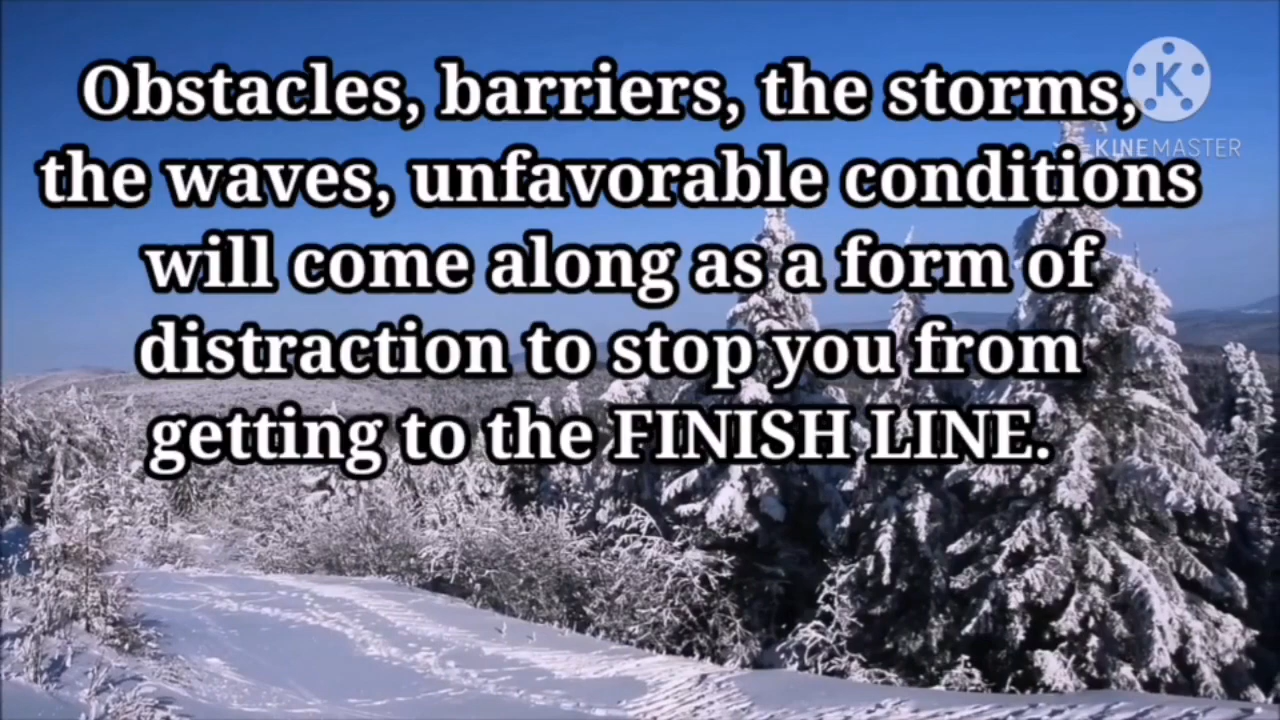 Obstacles, barriers, the storms,
the waves, unfavorable conditions
will come along as a form of
distraction to stop you from
getting to the FINISH LINE.
K
KINEMASTER